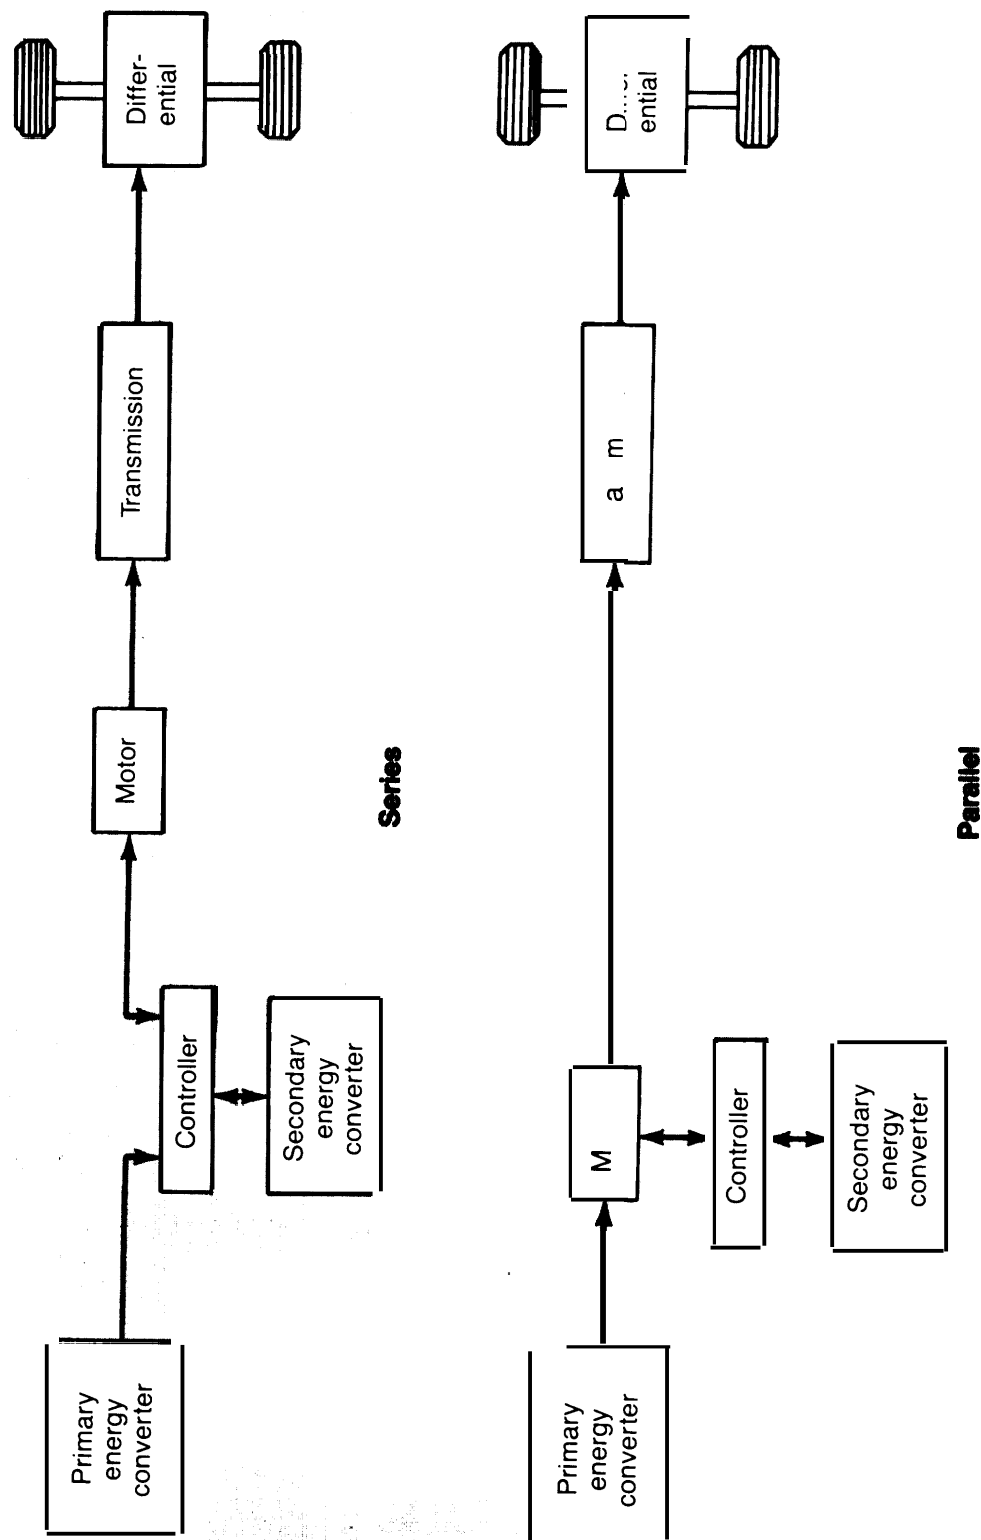 Primary
energy
converter
Controller
Secondary
energy
converter
Motor
Transmission
Differ-
ential
Series
Primary
energy
converter
M
Controller
Secondary
energy
converter
a m
ential
Parallel